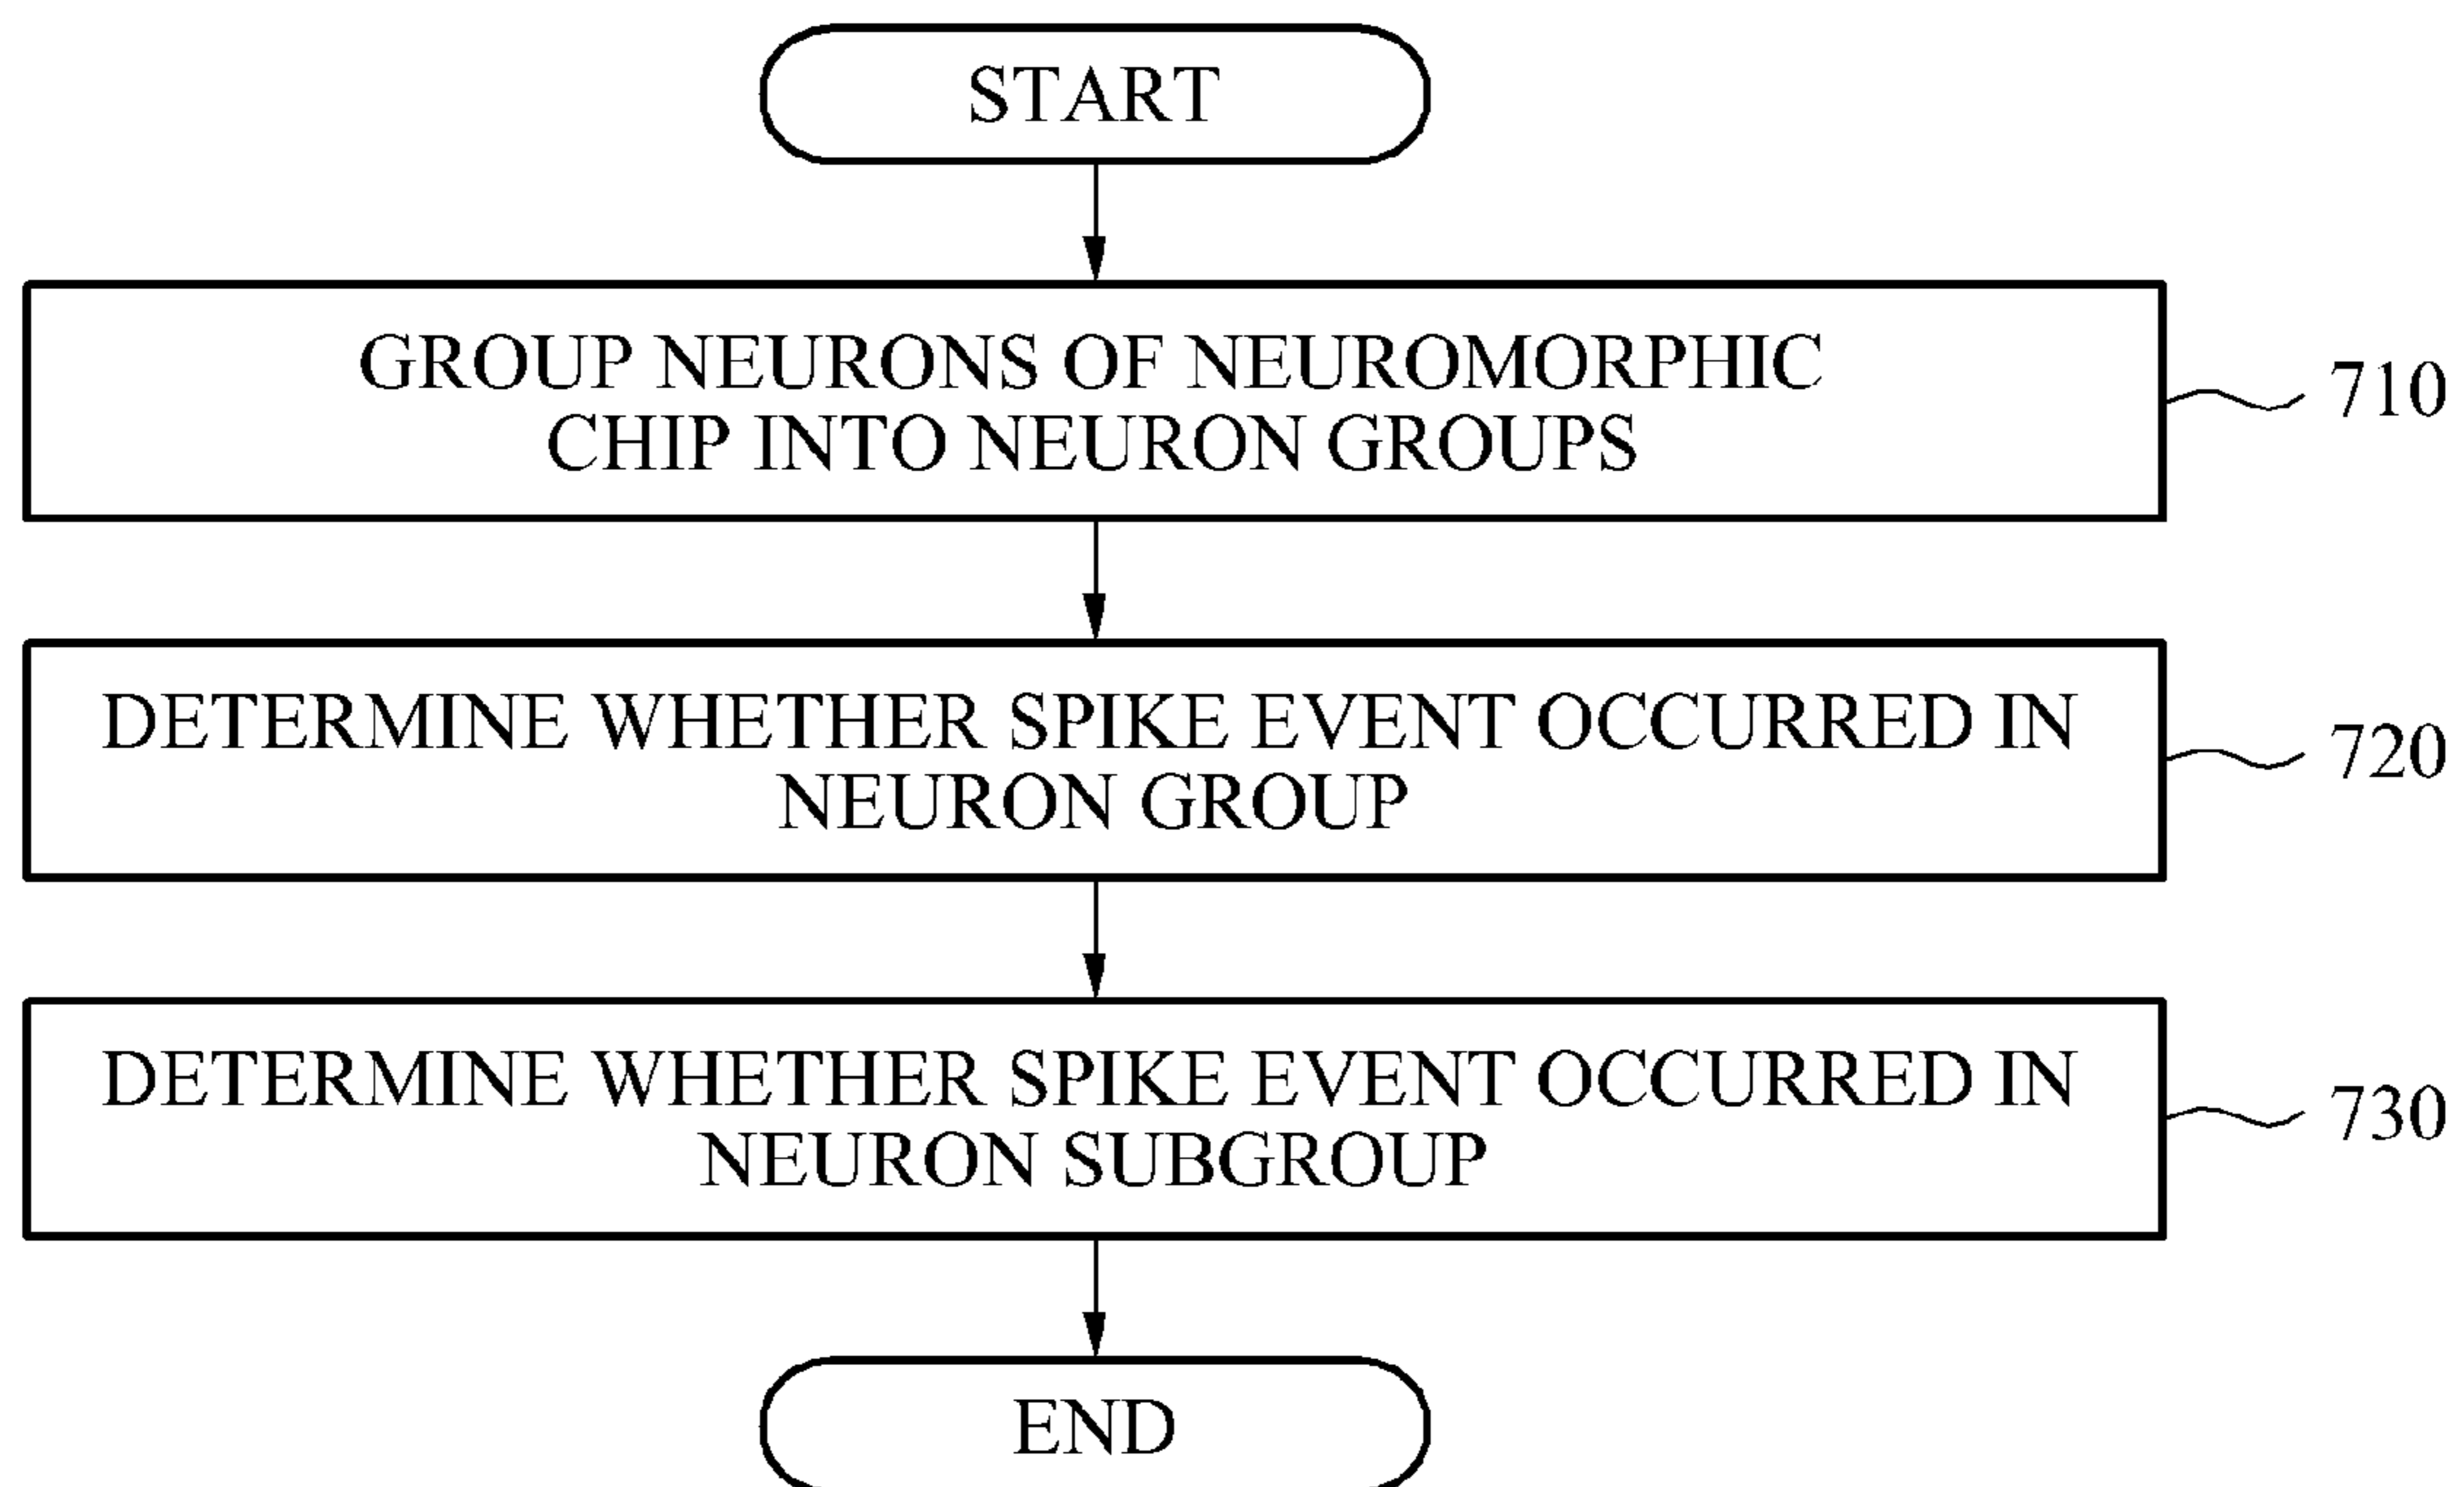 START
GROUP NEURONS OF NEUROMORPHIC
CHIP INTO NEURON GROUPS
710
DETERMINE WHETHER SPIKE EVENT OCCURRED IN
NEURON GROUP
720
DETERMINE WHETHER SPIKE EVENT OCCURRED IN
NEURON SUBGROUP
730
END